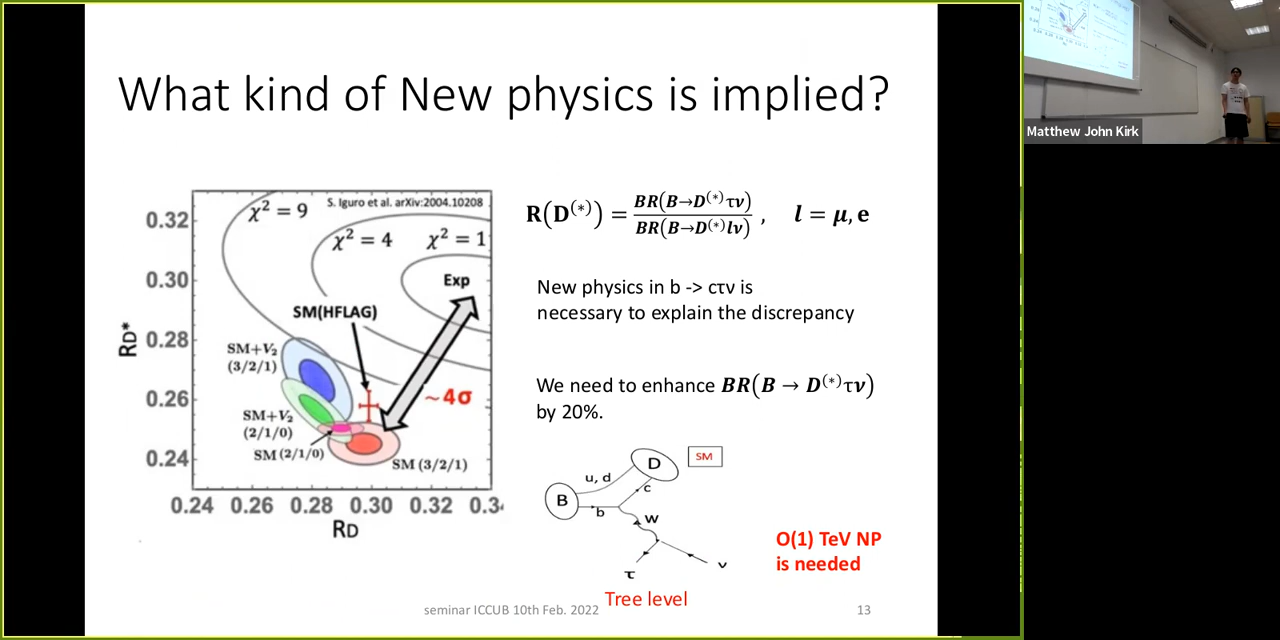 What kind of New physics is implied?
S. Iguro et al. arXiv:2004.10208
χ² = 9
χ² = 4
χ² = 1
Exp
SM(HFLAG)
SM+V₂
(3/2/1)
~4σ
SM+V₂
(2/1/0)
SM (2/1/0)
SM (3/2/1)
0.32
0.30
0.28
0.26
0.24
RD*
0.24 0.26 0.28 0.30 0.32 0.34
RD
R(D⁽*⁾) = BR(B→D⁽*⁾τν) / BR(B→D⁽*⁾lν) , l = μ, e
New physics in b -> cτν is
necessary to explain the discrepancy
We need to enhance BR(B → D⁽*⁾τν)
by 20%.
SM
D
u, d
c
B
b
W
τ
ν
O(1) TeV NP
is needed
Tree level
seminar ICCUB 10th Feb. 2022
13
Matthew John Kirk